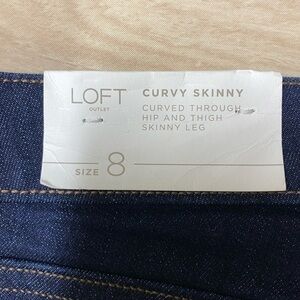 LOFT
OUTLET
CURVY SKINNY
CURVED THROUGH
HIP AND THIGH
SKINNY LEG
SIZE 8